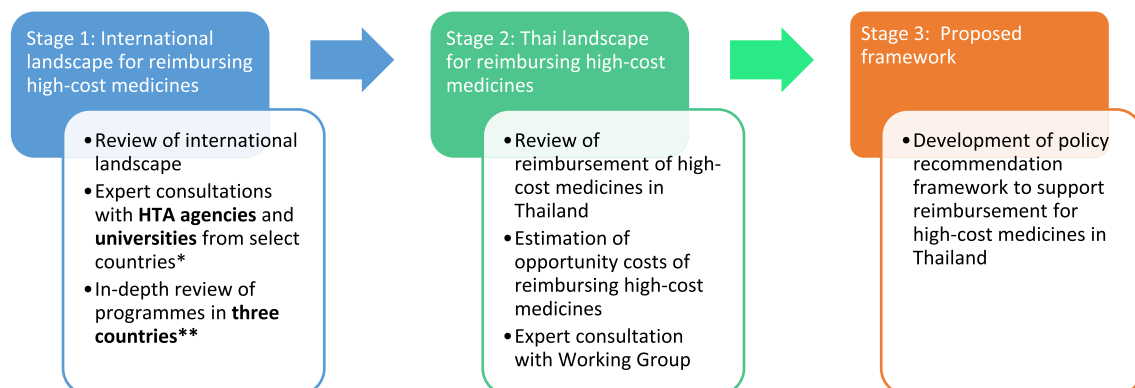 Stage 1: International
landscape for reimbursing
high-cost medicines
•Review of international
landscape
•Expert consultations
with HTA agencies and
universities from select
countries*
•In-depth review of
programmes in three
countries**
Stage 2: Thai landscape
for reimbursing high-cost
medicines
•Review of
reimbursement of high-
cost medicines in
Thailand
•Estimation of
opportunity costs of
reimbursing high-cost
medicines
•Expert consultation
with Working Group
Stage 3:  Proposed
framework
•Development of policy
recommendation
framework to support
reimbursement for
high-cost medicines in
Thailand